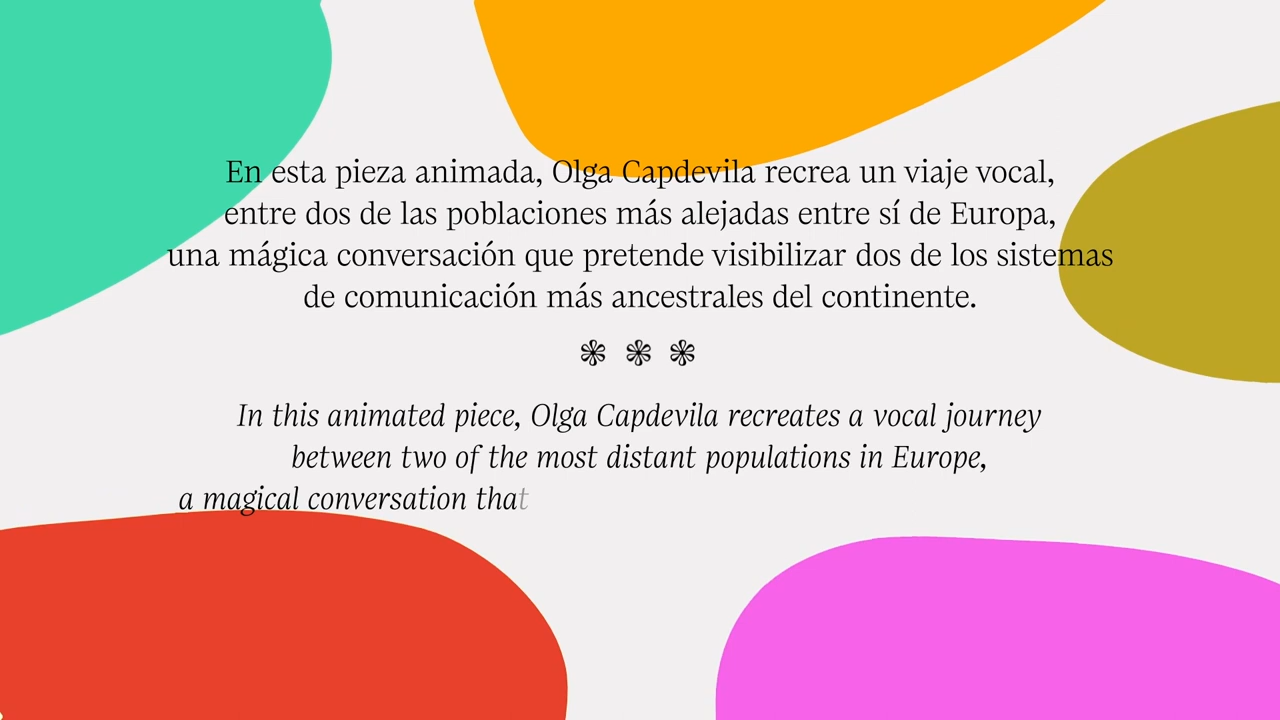 En esta pieza animada, Olga Capdevila recrea un viaje vocal,
entre dos de las poblaciones más alejadas entre sí de Europa,
una mágica conversación que pretende visibilizar dos de los sistemas
de comunicación más ancestrales del continente.
In this animated piece, Olga Capdevila recreates a vocal journey
between two of the most distant populations in Europe,
a magical conversation that